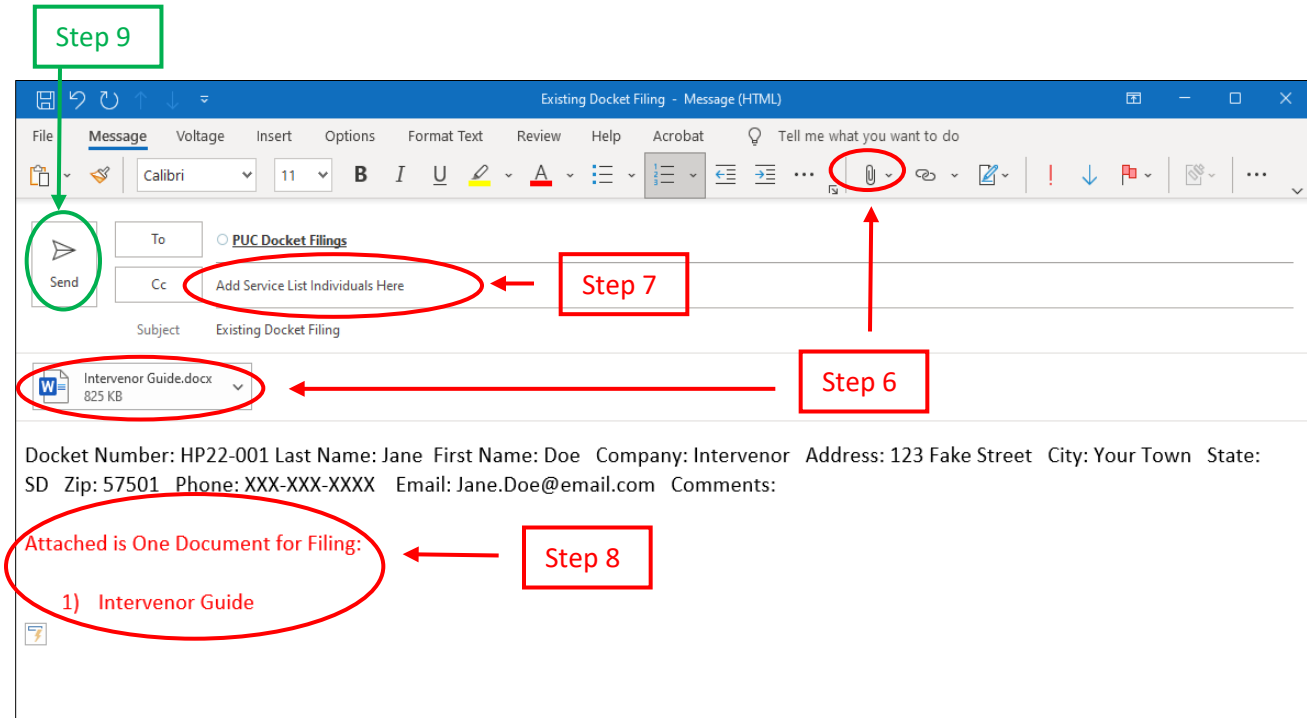 Step 9
Existing Docket Filing - Message (HTML)
File Message Voltage Insert Options Format Text Review Help Acrobat Tell me what you want to do
Calibri 11 B I U A
To PUC Docket Filings
Send Cc Add Service List Individuals Here Step 7
Subject Existing Docket Filing
Intervenor Guide.docx
825 KB
Step 6
Docket Number: HP22-001 Last Name: Jane First Name: Doe Company: Intervenor Address: 123 Fake Street City: Your Town State:
SD Zip: 57501 Phone: XXX-XXX-XXXX Email: Jane.Doe@email.com Comments:
Attached is One Document for Filing:
Step 8
1) Intervenor Guide